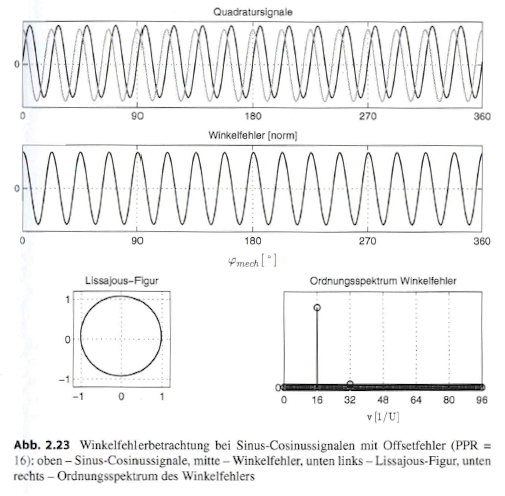 Quadratursignale
0
0 90 180 270 360
Winkelfehler [norm]
0
0 90 180 270 360
φmech [°]
Lissajous-Figur
1
0
−1
−1 0 1
Ordnungsspektrum Winkelfehler
0
0 16 32 48 64 80 96
v [1/U]
Abb. 2.23 Winkelfehlerbetrachtung bei Sinus-Cosinussignalen mit Offsetfehler (PPR =
16): oben – Sinus-Cosinussignale, mitte – Winkelfehler, unten links – Lissajous-Figur, unten
rechts – Ordnungsspektrum des Winkelfehlers